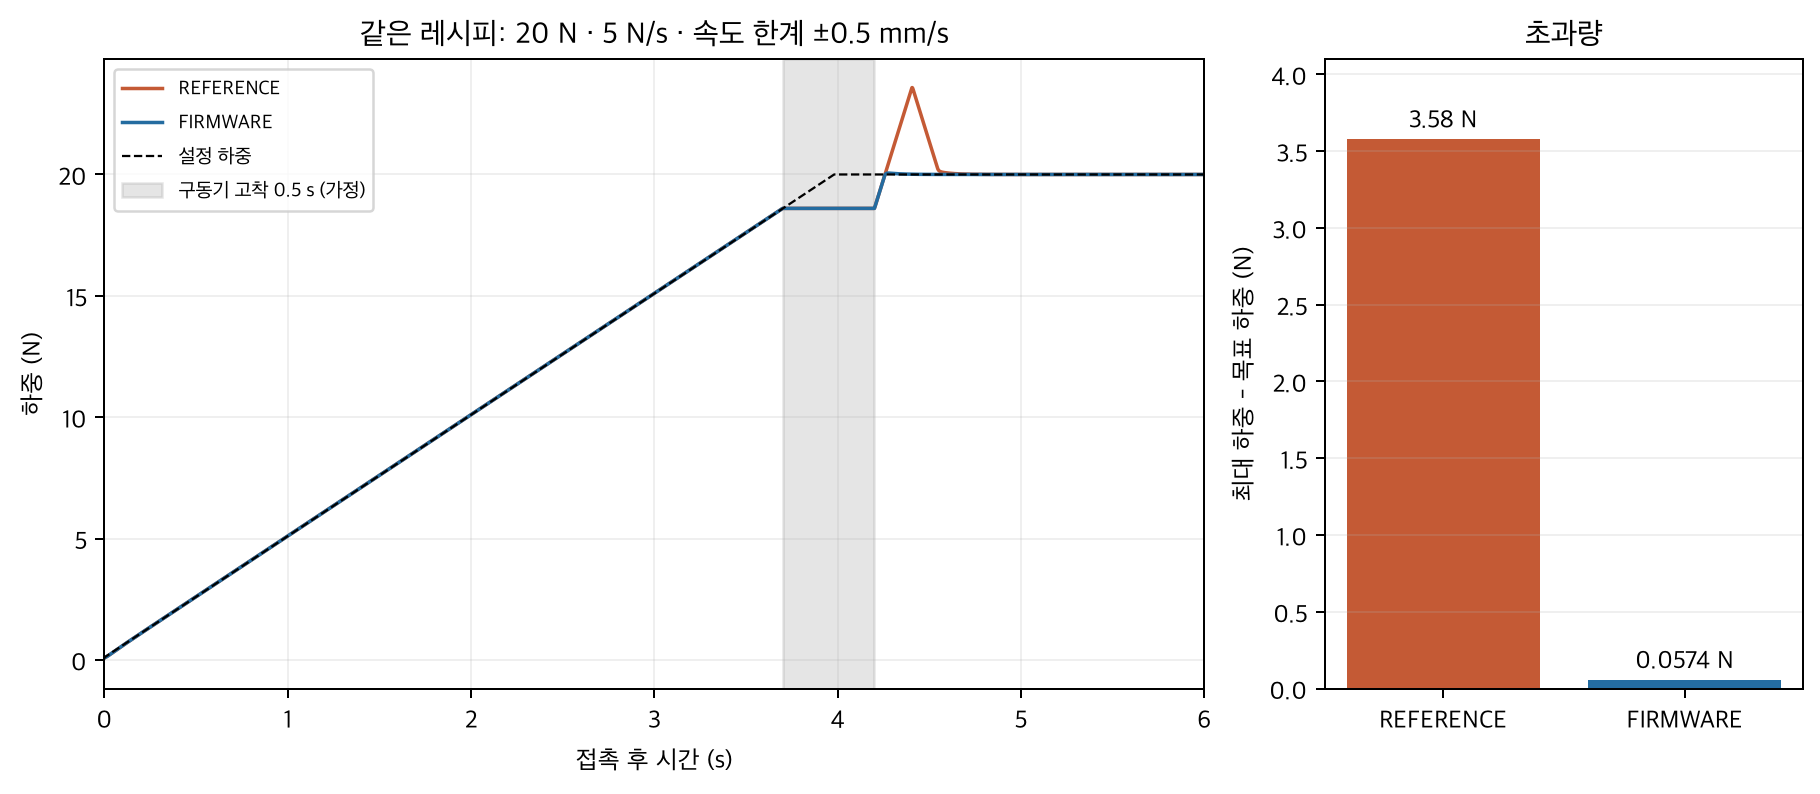 같은 레시피: 20 N · 5 N/s · 속도 한계 ±0.5 mm/s
REFERENCE
FIRMWARE
설정 하중
구동기 고착 0.5 s (가정)
하중 (N)
20
15
10
5
0
0 1 2 3 4 5 6
접촉 후 시간 (s)
초과량
최대 하중 - 목표 하중 (N)
4.0
3.5
3.0
2.5
2.0
1.5
1.0
0.5
0.0
3.58 N
0.0574 N
REFERENCE FIRMWARE